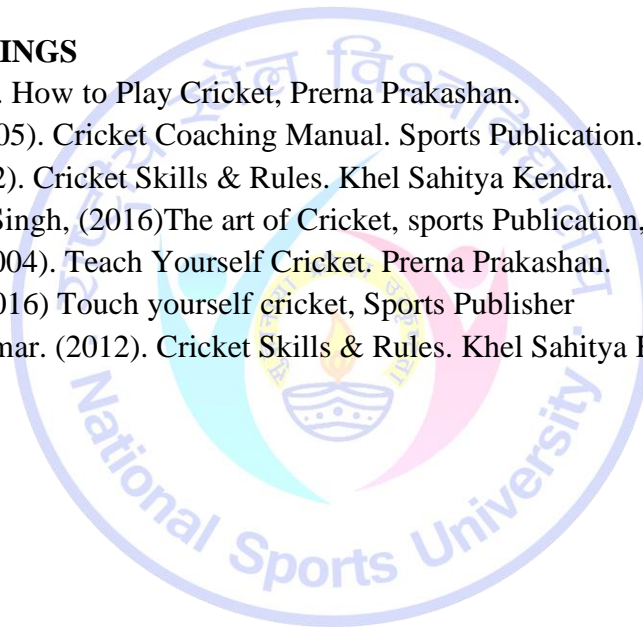 INGS
. How to Play Cricket, Prerna Prakashan.
05). Cricket Coaching Manual. Sports Publication.
2). Cricket Skills & Rules. Khel Sahitya Kendra.
Singh, (2016)The art of Cricket, sports Publication,
004). Teach Yourself Cricket. Prerna Prakashan.
016) Touch yourself cricket, Sports Publisher
mar. (2012). Cricket Skills & Rules. Khel Sahitya
राष्ट्रीय खेल विश्वविद्यालय
National Sports University